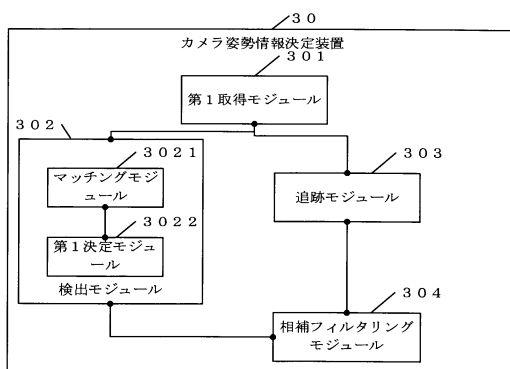 ３０
カメラ姿勢情報決定装置
３０１
第１取得モジュール
３０２
３０２１
マッチングモジ
ュール
３０２２
第１決定モジュ
ール
検出モジュール
３０３
追跡モジュール
３０４
相補フィルタリング
モジュール